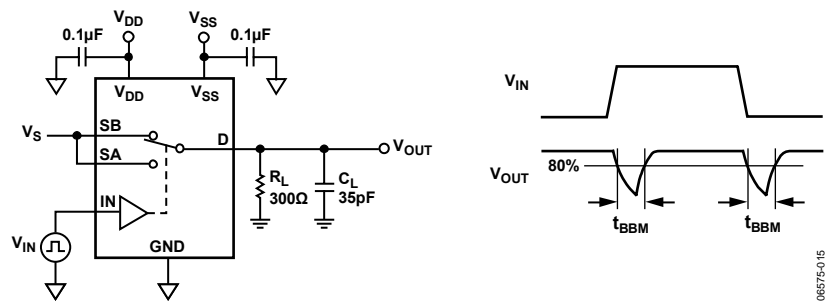 VDD
VSS
0.1µF
0.1µF
VDD
VSS
VS
SB
SA
D
VOUT
RL
300Ω
CL
35pF
IN
VIN
GND
VIN
VOUT
80%
tBBM
tBBM
06575-015